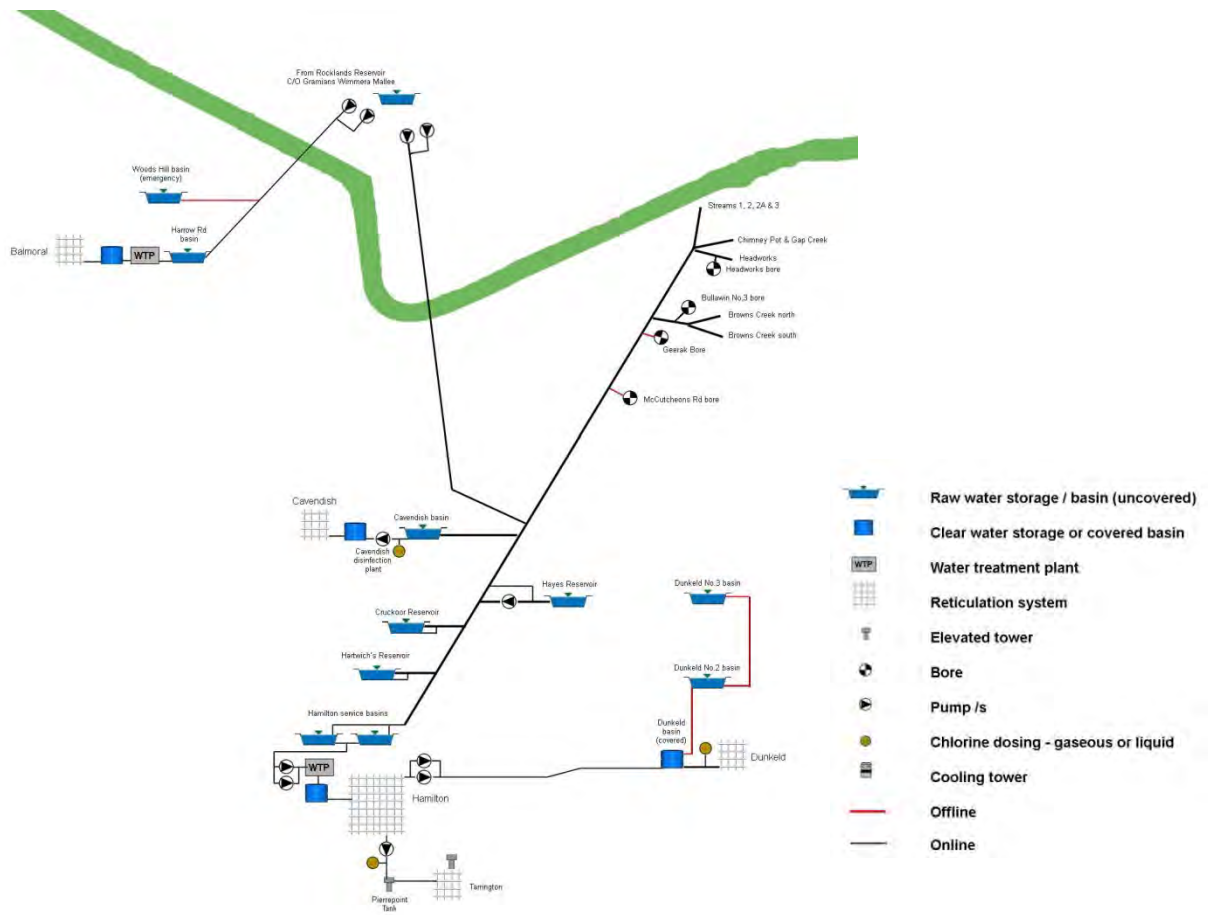 From Rocklands Reservoir
C/O Gramians Wimmera Mallee
Woods Hill basin
(emergency)
Harrow Rd
basin
Balmoral
WTP
Streams 1, 2, 2A & 3
Chimney Pot & Gap Creek
Headworks
Headworks bore
Bullawin No.3 bore
Browns Creek north
Browns Creek south
Geerak Bore
McCutcheons Rd bore
Cavendish
Cavendish basin
Cavendish
disinfection
plant
Hayes Reservoir
Cruckoor Reservoir
Hartwich's Reservoir
Hamilton service basins
WTP
Hamilton
Dunkeld No.3 basin
Dunkeld No.2 basin
Dunkeld
basin
(covered)
Dunkeld
Pierrepoint
Tank
Tarrington
Raw water storage / basin (uncovered)
Clear water storage or covered basin
WTP
Water treatment plant
Reticulation system
Elevated tower
Bore
Pump /s
Chlorine dosing - gaseous or liquid
Cooling tower
Offline
Online